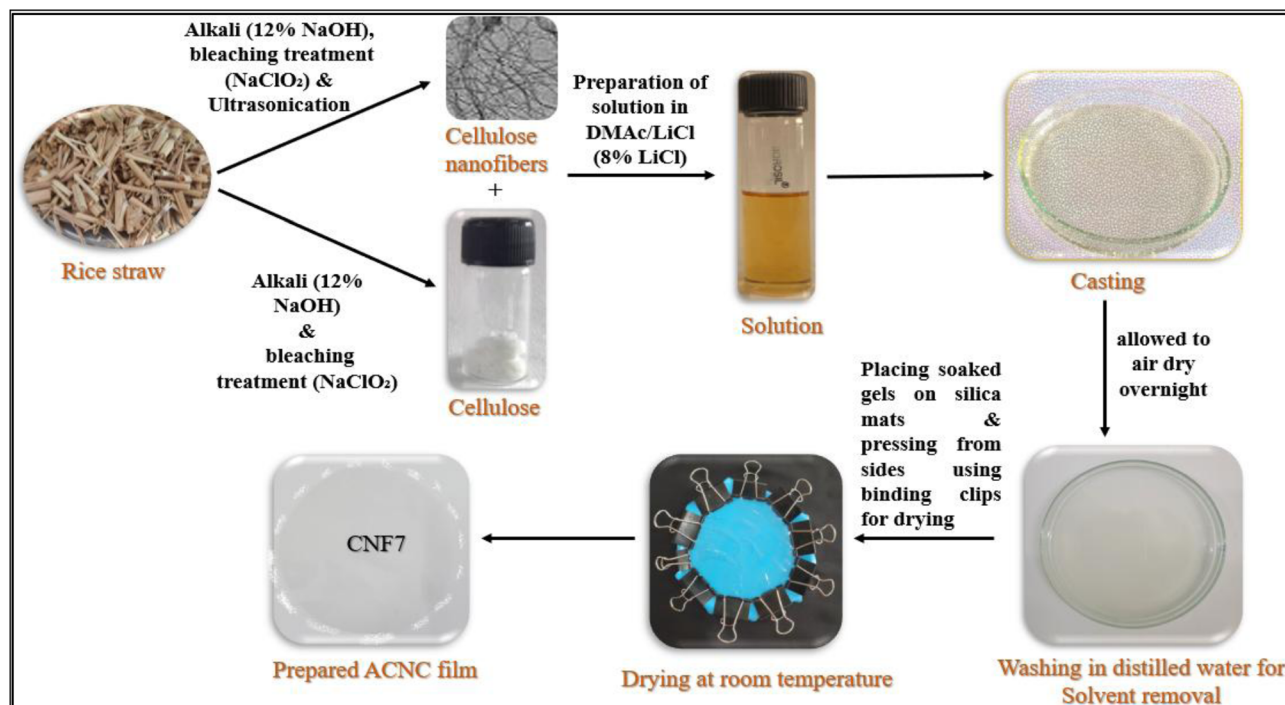 Alkali (12% NaOH),
bleaching treatment
(NaClO₂) &
Ultrasonication
Rice straw
Cellulose
nanofibers
+
Alkali (12%
NaOH)
&
bleaching
treatment (NaClO₂)
Cellulose
Preparation of
solution in
DMAc/LiCl
(8% LiCl)
Solution
Casting
allowed to
air dry
overnight
Washing in distilled water for
Solvent removal
Placing soaked
gels on silica
mats &
pressing from
sides using
binding clips
for drying
Drying at room temperature
CNF7
Prepared ACNC film